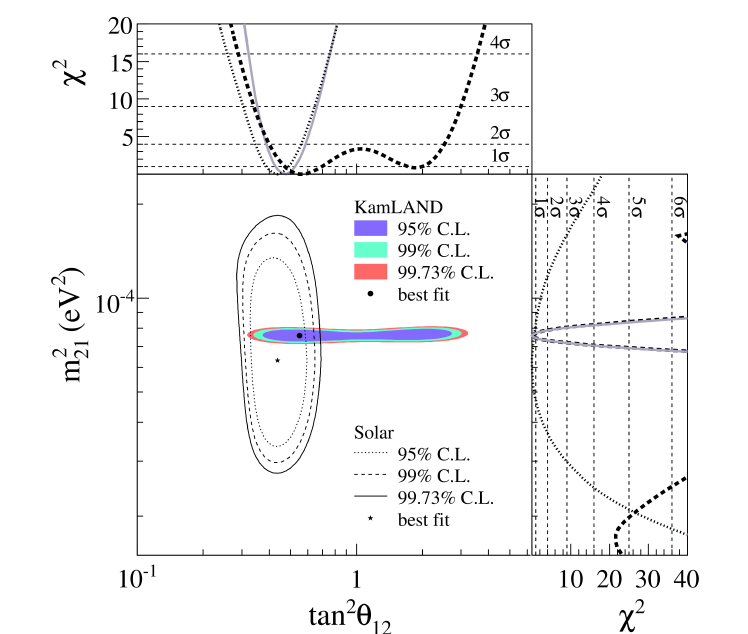 20
15
10
5
χ²
4σ
3σ
2σ
1σ
1σ
2σ
3σ
4σ
5σ
6σ
KamLAND
95% C.L.
99% C.L.
99.73% C.L.
best fit
10⁻⁴
m²₂₁ (eV²)
Solar
95% C.L.
99% C.L.
99.73% C.L.
best fit
10⁻¹
1
10 20 30 40
tan²θ₁₂
χ²